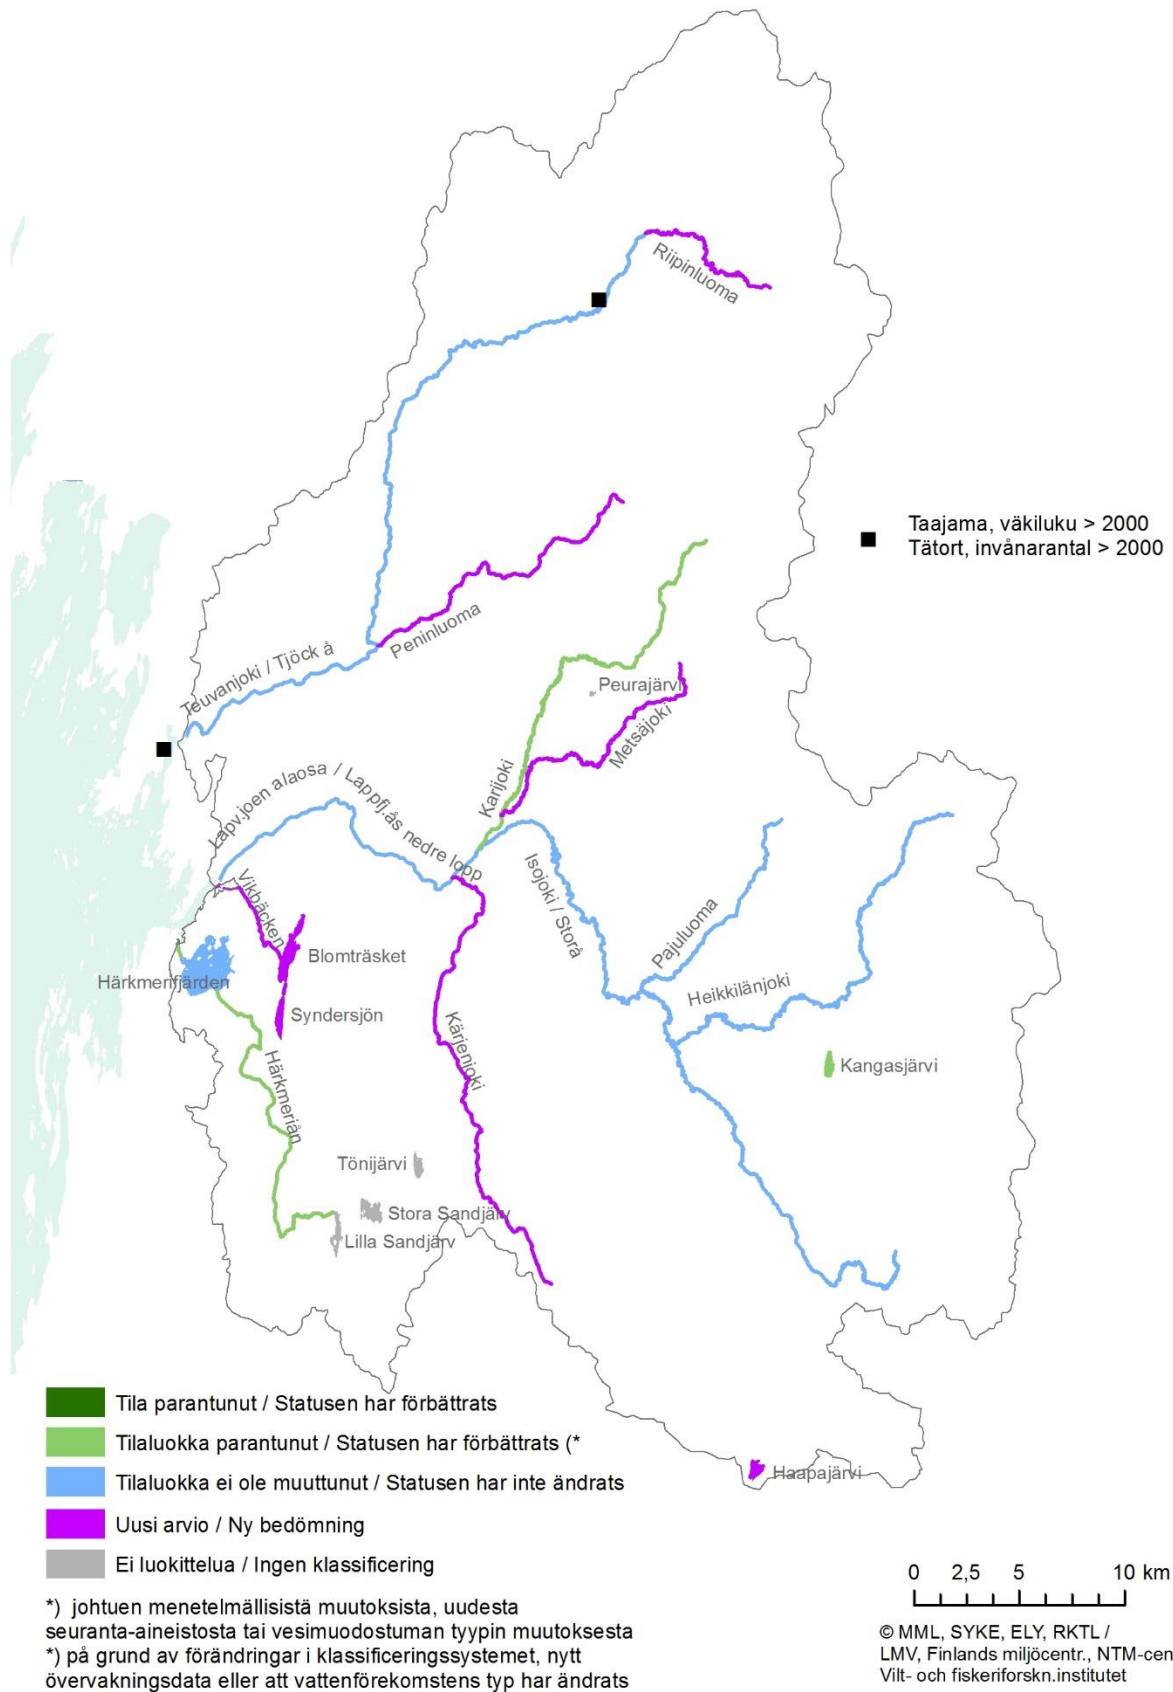 Riipinluoma
Taajama, väkiluku > 2000
Tätort, invånarantal > 2000
Peninluoma
Teuvanjoki / Tjöck å
Peurajärvi
Metsäjoki
Karijoki
Lapv.joen alaosa / Lappfj.ås nedre lopp
Isojoki / Storå
Pajuluoma
Vikbäcken
Blomträsket
Härkmerifjärden
Heikkilänjoki
Syndersjön
Kärjenjoki
Kangasjärvi
Härkmeriån
Tönijärvi
Stora Sandjärv
Lilla Sandjärv
Haapajärvi
Tila parantunut / Statusen har förbättrats
Tilaluokka parantunut / Statusen har förbättrats (*
Tilaluokka ei ole muuttunut / Statusen har inte ändrats
Uusi arvio / Ny bedömning
Ei luokittelua / Ingen klassificering
*) johtuen menetelmällisistä muutoksista, uudesta
seuranta-aineistosta tai vesimuodostuman tyypin muutoksesta
*) på grund av förändringar i klassificeringssystemet, nytt
övervakningsdata eller att vattenförekomstens typ har ändrats
0 2,5 5 10 km
© MML, SYKE, ELY, RKTL /
LMV, Finlands miljöcentr., NTM-cen
Vilt- och fiskeriforskn.institutet